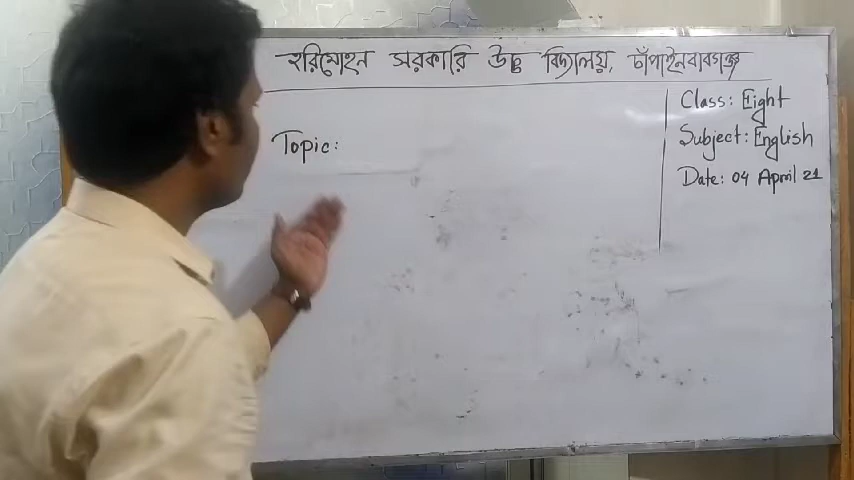 হরিমোহন সরকারি উচ্চ বিদ্যালয়, চাঁপাইনবাবগঞ্জ
Class: Eight
Topic:
Subject: English
Date: 04 April 21